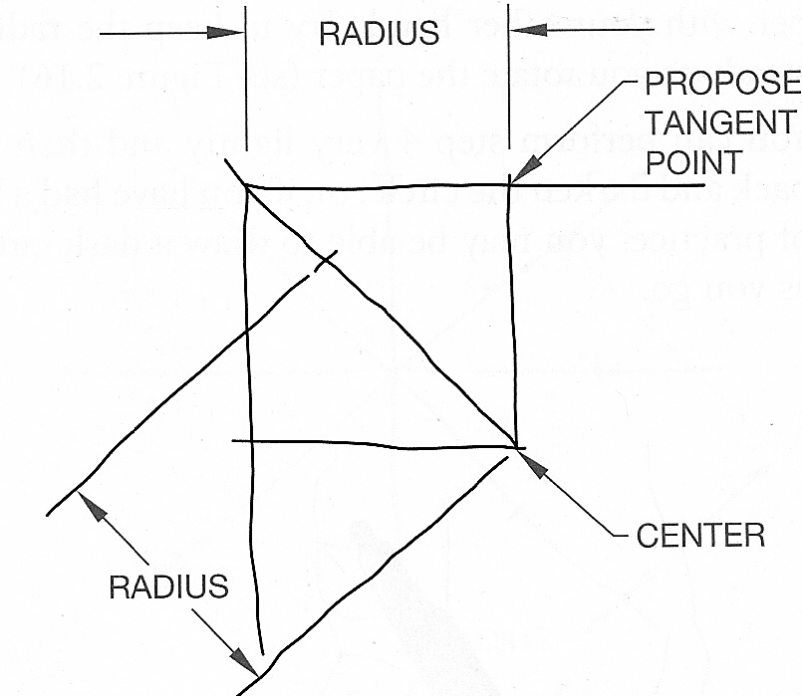 RADIUS
PROPOSE
TANGENT
POINT
CENTER
RADIUS